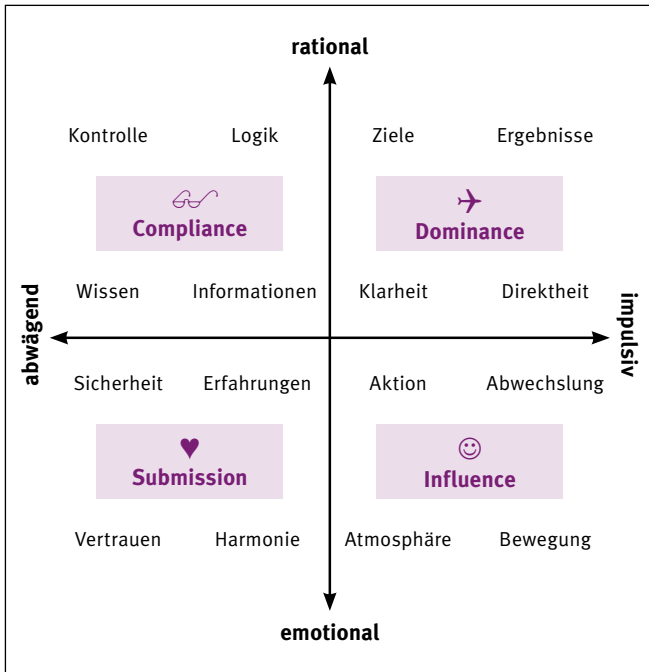 rational
Kontrolle Logik Ziele Ergebnisse
Compliance Dominance
Wissen Informationen Klarheit Direktheit
abwägend impulsiv
Sicherheit Erfahrungen Aktion Abwechslung
Submission Influence
Vertrauen Harmonie Atmosphäre Bewegung
emotional